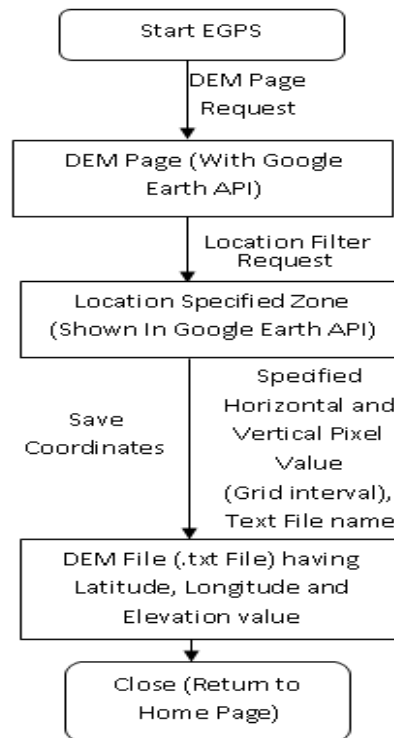 Start EGPS
DEM Page
Request
DEM Page (With Google
Earth API)
Location Filter
Request
Location Specified Zone
(Shown In Google Earth API)
Save
Coordinates
Specified
Horizontal and
Vertical Pixel
Value
(Grid interval),
Text File name
DEM File (.txt File) having
Latitude, Longitude and
Elevation value
Close (Return to
Home Page)